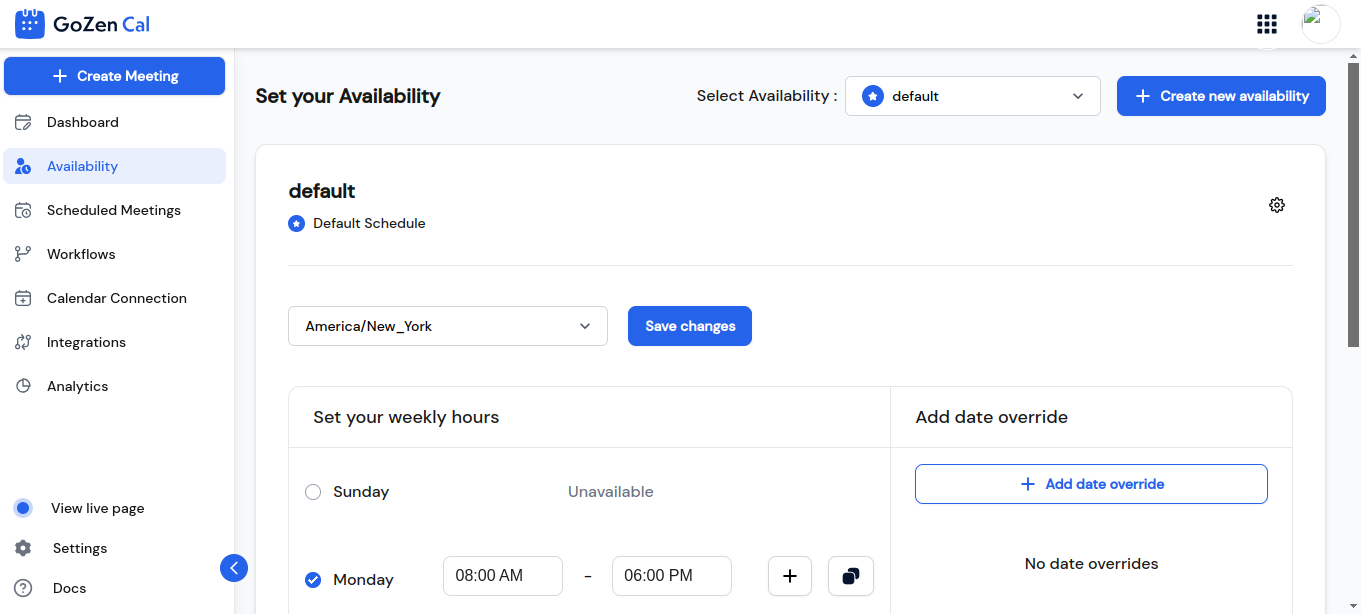 GoZen Cal
Create Meeting
Dashboard
Availability
Scheduled Meetings
Workflows
Calendar Connection
Integrations
Analytics
View live page
Settings
Docs
Set your Availability
Select Availability :
default
Create new availability
default
Default Schedule
America/New_York
Save changes
Set your weekly hours
Sunday
Unavailable
Monday
08:00 AM
-
06:00 PM
Add date override
Add date override
No date overrides